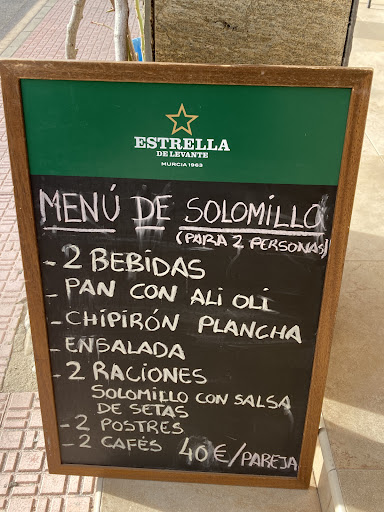 ESTRELLA
DE LEVANTE
MURCIA 1963
MENÚ DE SOLOMILLO
(PARA 2 PERSONAS)
- 2 BEBIDAS
- PAN CON ALI OLI
- CHIPIRÓN PLANCHA
- ENSALADA
- 2 RACIONES
SOLOMILLO CON SALSA
DE SETAS
- 2 POSTRES
- 2 CAFÉS 40€/PAREJA